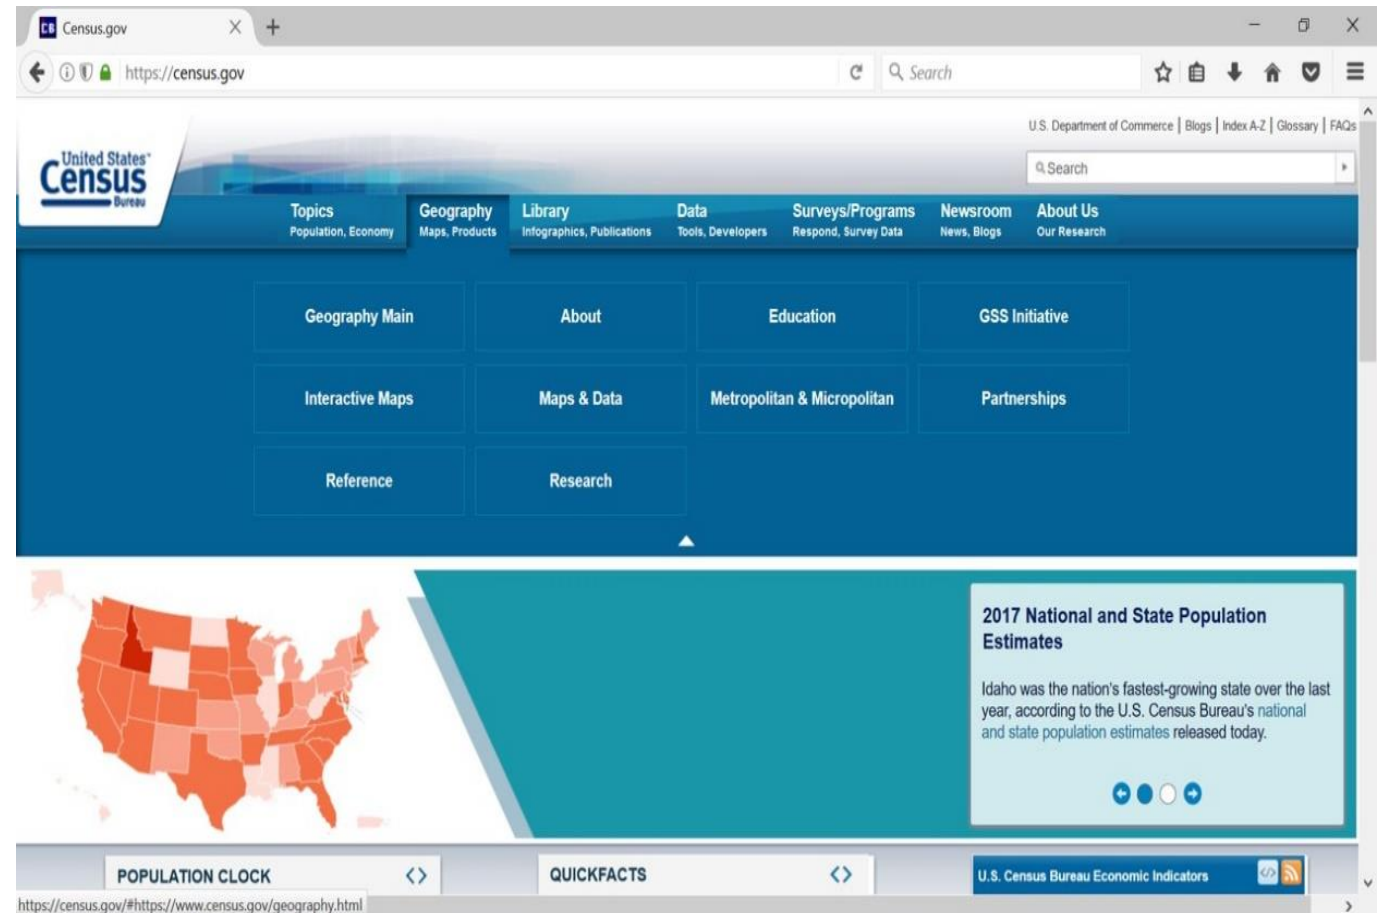 CB Census.gov
https://census.gov
Search
U.S. Department of Commerce | Blogs | Index A-Z | Glossary | FAQs
United States™
Census
Bureau
Search
Topics
Population, Economy
Geography
Maps, Products
Library
Infographics, Publications
Data
Tools, Developers
Surveys/Programs
Respond, Survey Data
Newsroom
News, Blogs
About Us
Our Research
Geography Main
About
Education
GSS Initiative
Interactive Maps
Maps & Data
Metropolitan & Micropolitan
Partnerships
Reference
Research
2017 National and State Population
Estimates
Idaho was the nation's fastest-growing state over the last
year, according to the U.S. Census Bureau's national
and state population estimates released today.
POPULATION CLOCK
QUICKFACTS
U.S. Census Bureau Economic Indicators
https://census.gov/#https://www.census.gov/geography.html